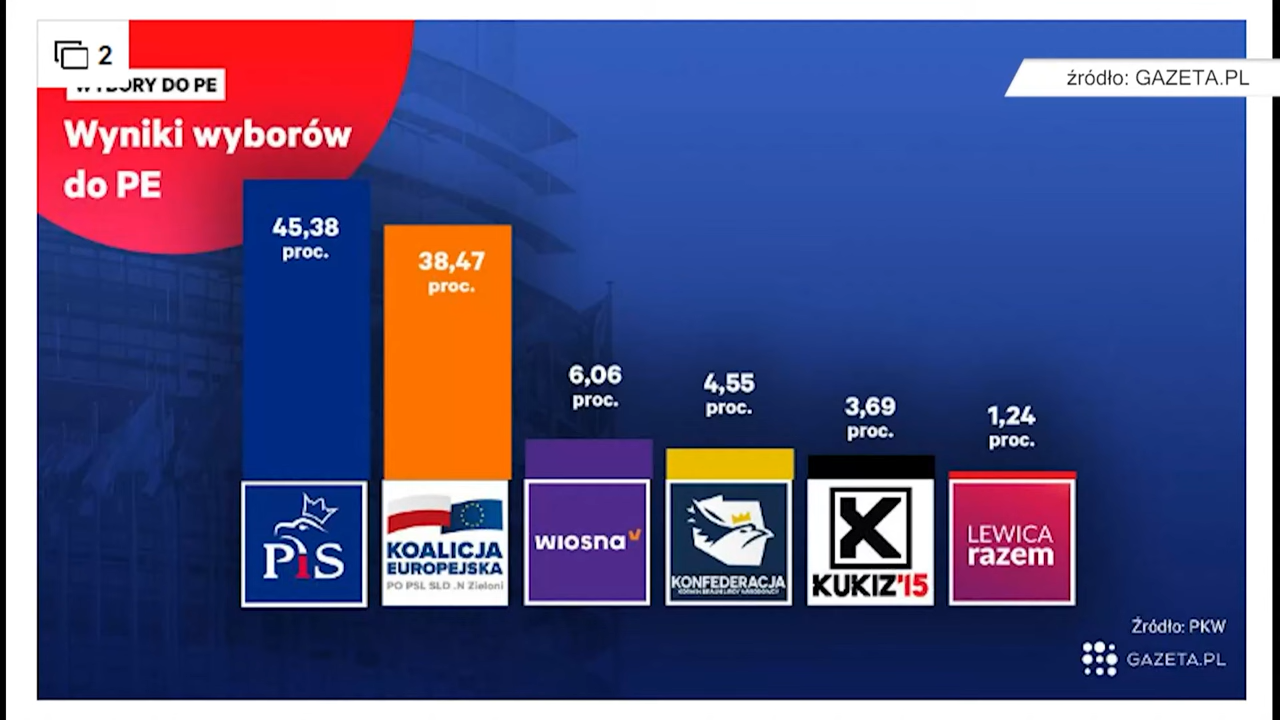 2
źródło: GAZETA.PL
WYBORY DO PE
Wyniki wyborów
do PE
45,38
proc.
38,47
proc.
6,06
proc.
4,55
proc.
3,69
proc.
1,24
proc.
PiS
KOALICJA
EUROPEJSKA
PO PSL SLD .N Zieloni
wiosna
KONFEDERACJA
KUKIZ'15
LEWICA
razem
Źródło: PKW
GAZETA.PL